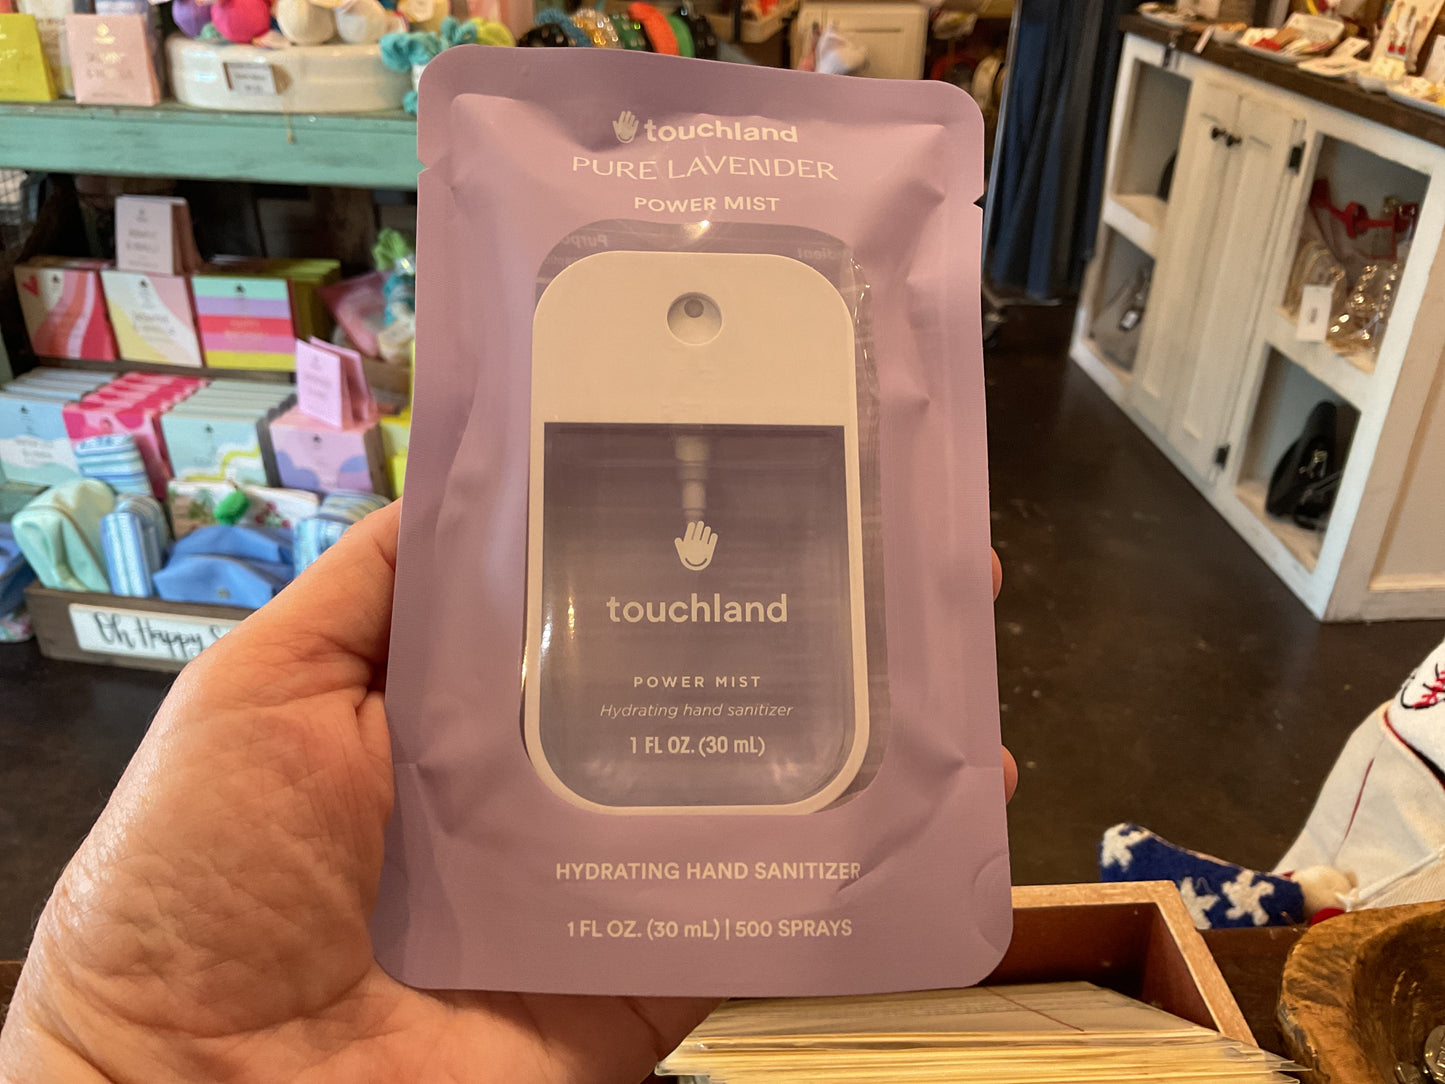 touchland
PURE LAVENDER
POWER MIST
touchland
POWER MIST
Hydrating hand sanitizer
1 FL OZ. (30 mL)
HYDRATING HAND SANITIZER
1 FL OZ. (30 mL) | 500 SPRAYS
Oh Happy